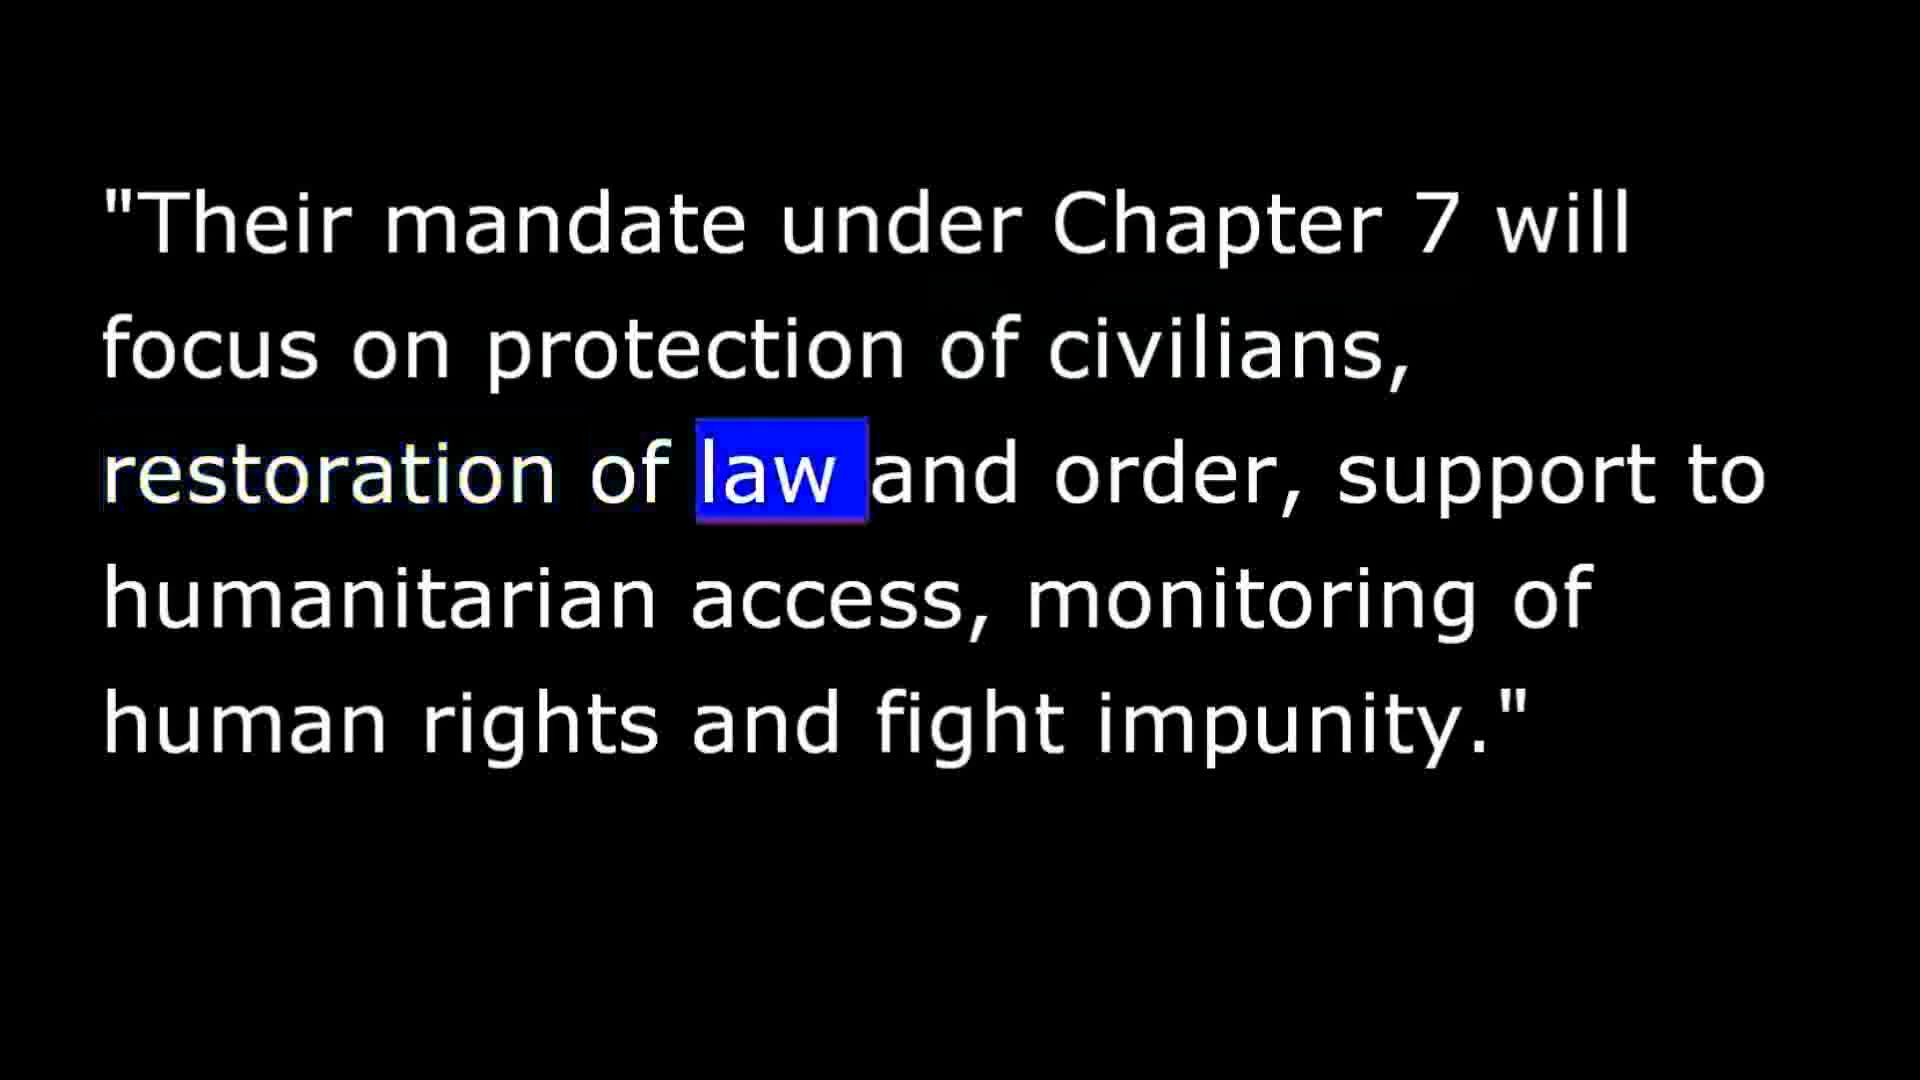 "Their mandate under Chapter 7 will
focus on protection of civilians,
restoration of law and order, support to
humanitarian access, monitoring of
human rights and fight impunity."